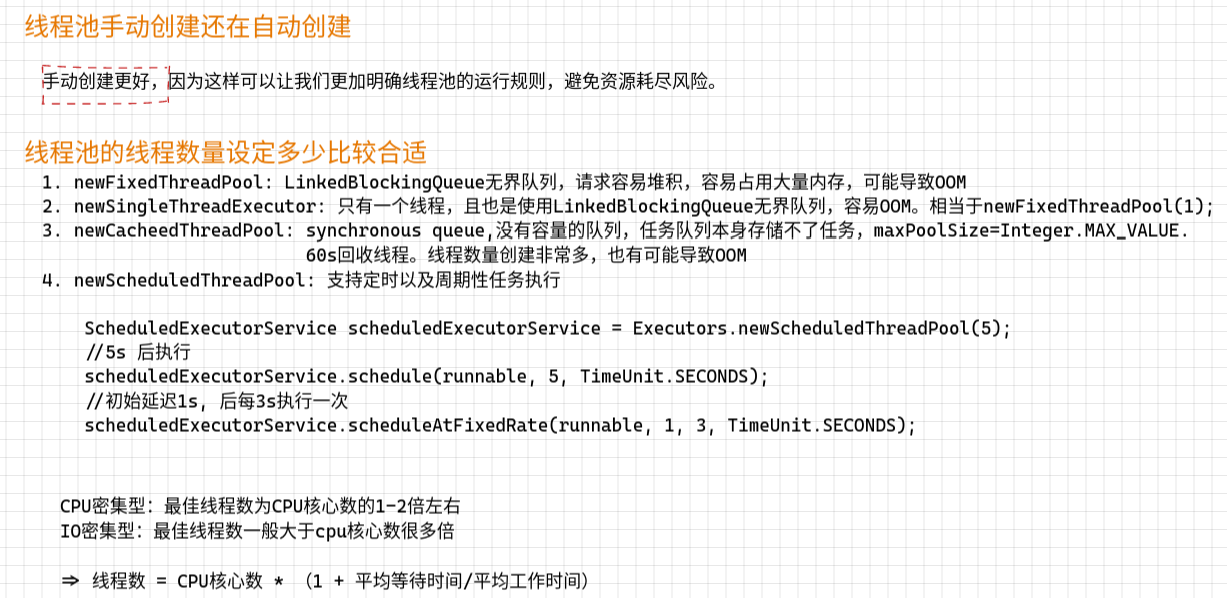 线程池手动创建还在自动创建
手动创建更好，因为这样可以让我们更加明确线程池的运行规则，避免资源耗尽风险。
线程池的线程数量设定多少比较合适
1. newFixedThreadPool: LinkedBlockingQueue无界队列，请求容易堆积，容易占用大量内存，可能导致OOM
2. newSingleThreadExecutor: 只有一个线程，且也是使用LinkedBlockingQueue无界队列，容易OOM。相当于newFixedThreadPool(1);
3. newCacheedThreadPool: synchronous queue,没有容量的队列，任务队列本身存储不了任务，maxPoolSize=Integer.MAX_VALUE.
60s回收线程。线程数量创建非常多，也有可能导致OOM
4. newScheduledThreadPool: 支持定时以及周期性任务执行
ScheduledExecutorService scheduledExecutorService = Executors.newScheduledThreadPool(5);
//5s 后执行
scheduledExecutorService.schedule(runnable, 5, TimeUnit.SECONDS);
//初始延迟1s, 后每3s执行一次
scheduledExecutorService.scheduleAtFixedRate(runnable, 1, 3, TimeUnit.SECONDS);
CPU密集型：最佳线程数为CPU核心数的1-2倍左右
IO密集型：最佳线程数一般大于cpu核心数很多倍
=> 线程数 = CPU核心数 * （1 + 平均等待时间/平均工作时间）